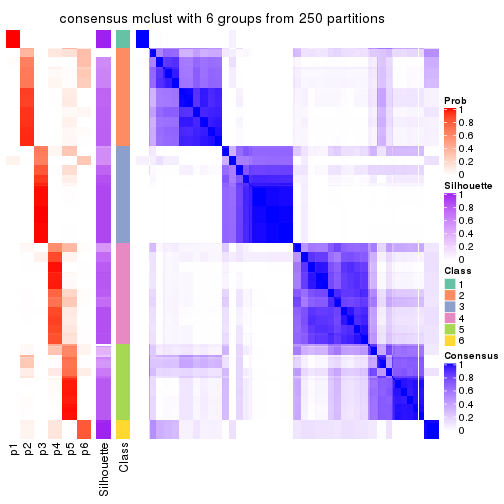 consensus mclust with 6 groups from 250 partitions
Prob
1
0.8
0.6
0.4
0.2
0
Silhouette
1
0.8
0.6
0.4
0.2
0
Class
1
2
3
4
5
6
Consensus
1
0.8
0.6
0.4
0.2
0
p1
p2
p3
p4
p5
p6
Silhouette
Class